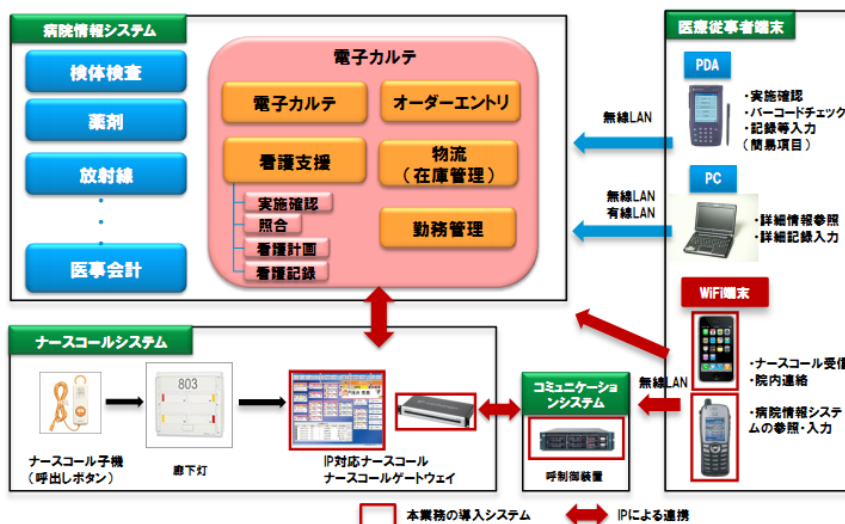 病院情報システム
検体検査
薬剤
放射線
医事会計
電子カルテ
電子カルテ
オーダーエントリ
看護支援
物流
(在庫管理)
実施確認
照合
看護計画
看護記録
勤務管理
医療従事者端末
PDA
・実施確認
・バーコードチェック
・記録等入力
(簡易項目)
無線LAN
PC
無線LAN
有線LAN
・詳細情報参照
・詳細記録入力
WiFi端末
・ナースコール受信
・院内連絡
無線LAN
・病院情報システ
ムの参照・入力
ナースコールシステム
803
ナースコール子機
(呼出しボタン)
廊下灯
IP対応ナースコール
ナースコールゲートウェイ
コミュニケーショ
ンシステム
呼制御装置
本業務の導入システム
IPによる連携